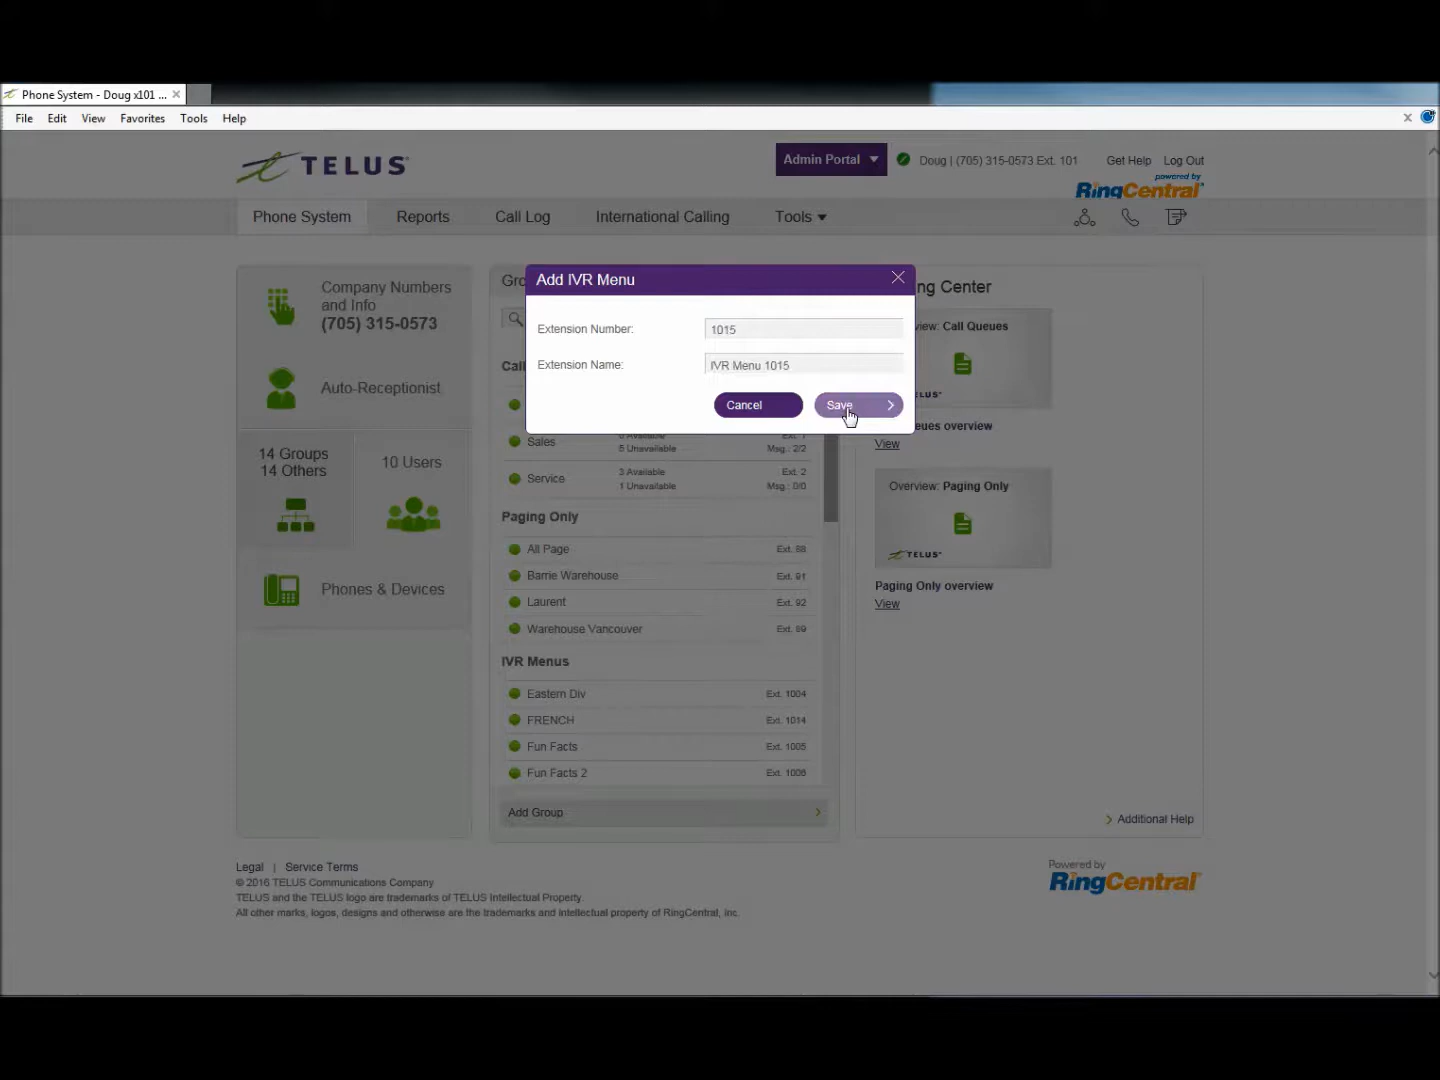 Phone System - Doug x101 ...
File Edit View Favorites Tools Help
TELUS
Admin Portal
Doug | (705) 315-0573 Ext. 101
Get Help Log Out
powered by
RingCentral
Phone System Reports Call Log International Calling Tools
Company Numbers
and Info
(705) 315-0573
Auto-Receptionist
14 Groups
14 Others
10 Users
Phones & Devices
Add IVR Menu
Extension Number: 1015
Extension Name: IVR Menu 1015
Cancel Save
Sales
5 Unavailable
Msg.: 2/2
Service
3 Available
Ext. 2
1 Unavailable
Msg.: 0/0
Paging Only
All Page Ext. 88
Barrie Warehouse Ext. 91
Laurent Ext. 92
Warehouse Vancouver Ext. 89
IVR Menus
Eastern Div Ext. 1004
FRENCH Ext. 1014
Fun Facts Ext. 1005
Fun Facts 2 Ext. 1006
Add Group
ng Center
iew: Call Queues
LUS
ueues overview
View
Overview: Paging Only
TELUS
Paging Only overview
View
Additional Help
Legal | Service Terms
© 2016 TELUS Communications Company
TELUS and the TELUS logo are trademarks of TELUS Intellectual Property.
All other marks, logos, designs and otherwise are the trademarks and intellectual property of RingCentral, Inc.
Powered by
RingCentral